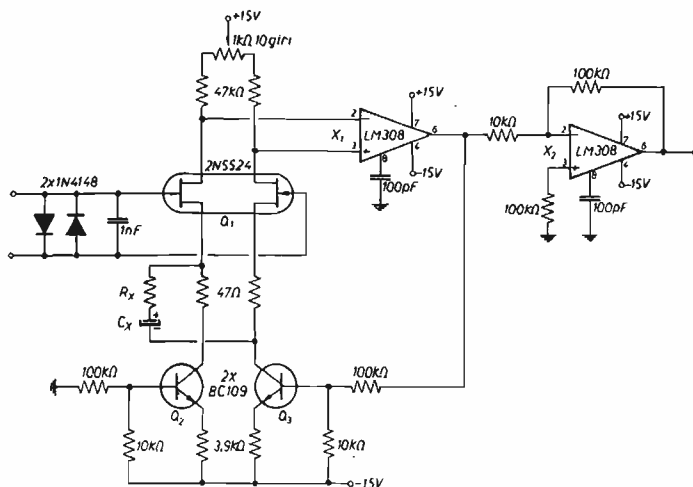 +15V
1kΩ 10giri
47kΩ
+15V
100kΩ
2
7
6
X1
LM308
3
8
4
-15V
100pF
10kΩ
+15V
2
7
6
X2
LM308
3
8
4
-15V
100kΩ
100pF
2N5524
2x1N4148
1nF
Q1
Rx
Cx
+
47Ω
100kΩ
2x
BC109
100kΩ
Q2
Q3
10kΩ
3,9kΩ
10kΩ
-15V